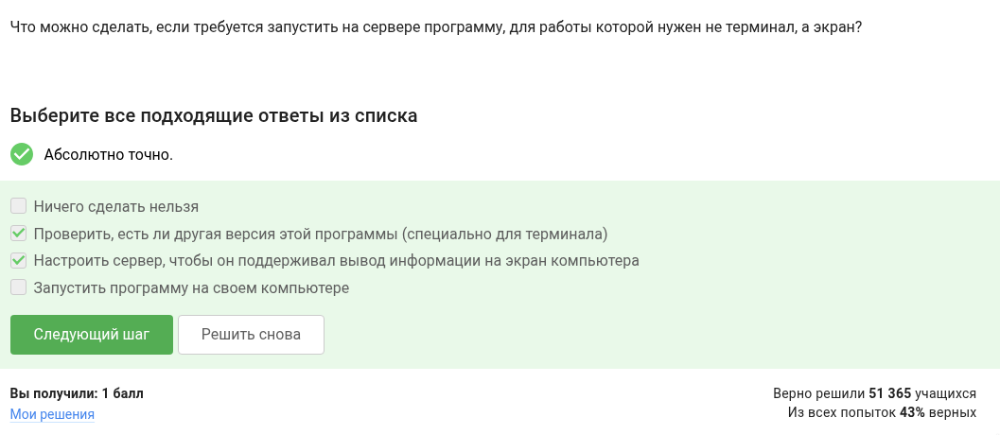 Что можно сделать, если требуется запустить на сервере программу, для работы которой нужен не терминал, а экран?
Выберите все подходящие ответы из списка
Абсолютно точно.
Ничего сделать нельзя
Проверить, есть ли другая версия этой программы (специально для терминала)
Настроить сервер, чтобы он поддерживал вывод информации на экран компьютера
Запустить программу на своем компьютере
Следующий шаг Решить снова
Вы получили: 1 балл
Мои решения
Верно решили 51 365 учащихся
Из всех попыток 43% верных